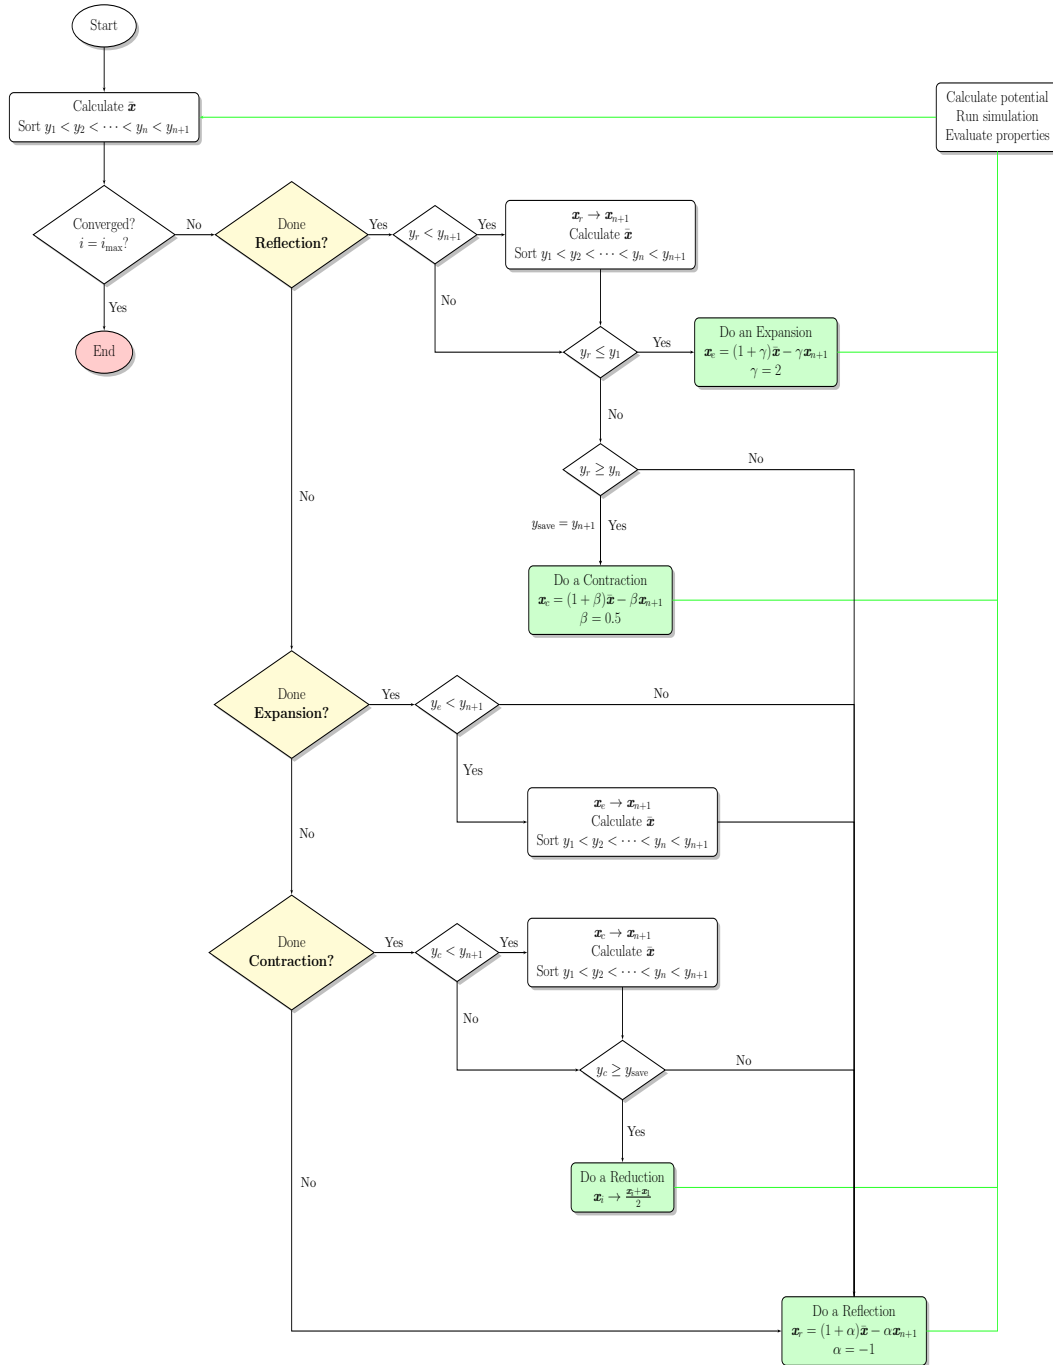 Start
Calculate x̄
Sort y₁ < y₂ < ⋯ < yₙ < yₙ₊₁
Calculate potential
Run simulation
Evaluate properties
Converged?
i = i_max?
No
Done
Reflection?
Yes
yᵣ < yₙ₊₁
Yes
xᵣ → xₙ₊₁
Calculate x̄
Sort y₁ < y₂ < ⋯ < yₙ < yₙ₊₁
Yes
No
End
yᵣ ≤ y₁
Yes
Do an Expansion
xₑ = (1 + γ)x̄ − γxₙ₊₁
γ = 2
No
yᵣ ≥ yₙ
No
No
y_save = yₙ₊₁
Yes
Do a Contraction
x_c = (1 + β)x̄ − βxₙ₊₁
β = 0.5
Done
Expansion?
Yes
yₑ < yₙ₊₁
No
Yes
xₑ → xₙ₊₁
Calculate x̄
Sort y₁ < y₂ < ⋯ < yₙ < yₙ₊₁
No
Done
Contraction?
Yes
y_c < yₙ₊₁
Yes
x_c → xₙ₊₁
Calculate x̄
Sort y₁ < y₂ < ⋯ < yₙ < yₙ₊₁
No
y_c ≥ y_save
No
Yes
Do a Reduction
xᵢ → (xᵢ+x₁)/2
No
Do a Reflection
xᵣ = (1 + α)x̄ − αxₙ₊₁
α = −1